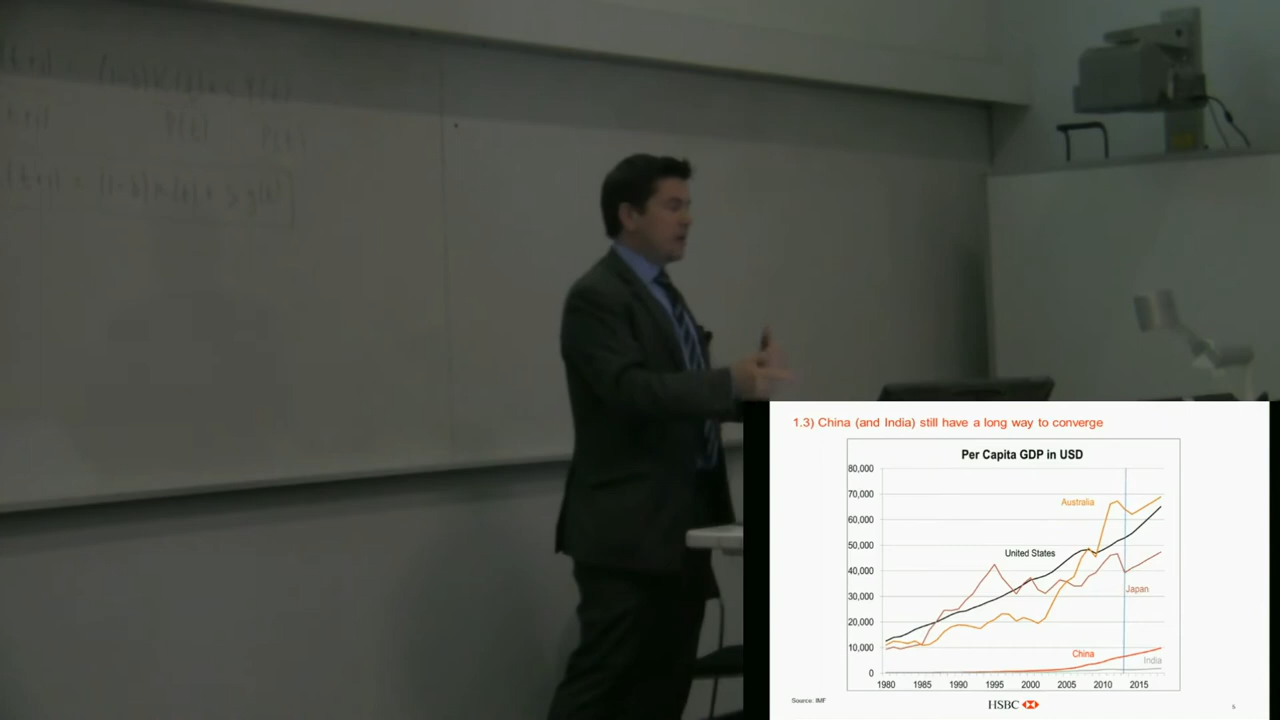 1.3) China (and India) still have a long way to converge
Per Capita GDP in USD
80,000
70,000
60,000
50,000
40,000
30,000
20,000
10,000
0
Australia
United States
Japan
China
India
1980 1985 1990 1995 2000 2005 2010 2015
Source: IMF
HSBC
5